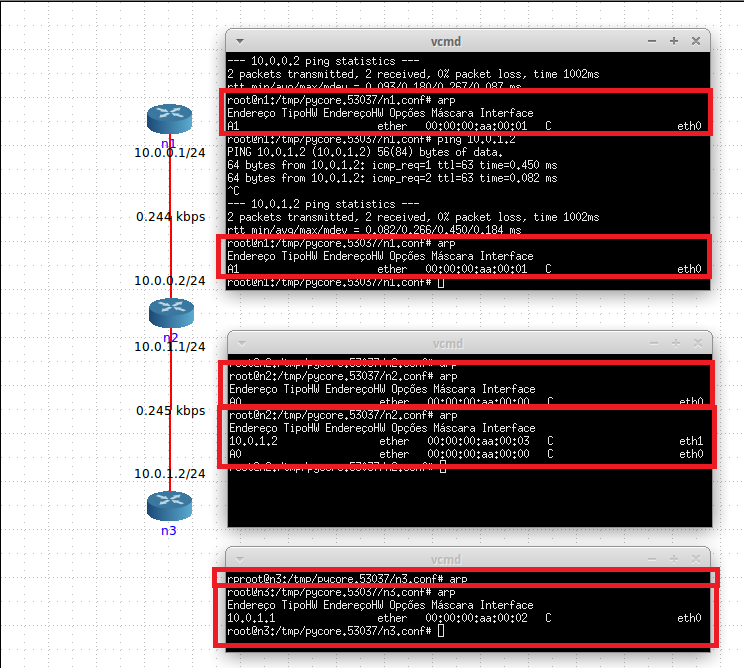 n1
10.0.0.1/24
0.244 kbps
10.0.0.2/24
n2
10.0.1.1/24
0.245 kbps
10.0.1.2/24
n3
vcmd
--- 10.0.0.2 ping statistics ---
2 packets transmitted, 2 received, 0% packet loss, time 1002ms
rtt min/avg/max/mdev = 0.093/0.180/0.267/0.087 ms
root@n1:/tmp/pycore.53037/n1.conf# arp
Endereço TipoHW EndereçoHW Opções Máscara Interface
A1 ether 00:00:00:aa:00:01 C eth0
root@n1:/tmp/pycore.53037/n1.conf# ping 10.0.1.2
PING 10.0.1.2 (10.0.1.2) 56(84) bytes of data.
64 bytes from 10.0.1.2: icmp_req=1 ttl=63 time=0.450 ms
64 bytes from 10.0.1.2: icmp_req=2 ttl=63 time=0.082 ms
^C
--- 10.0.1.2 ping statistics ---
2 packets transmitted, 2 received, 0% packet loss, time 1002ms
rtt min/avg/max/mdev = 0.082/0.266/0.450/0.184 ms
root@n1:/tmp/pycore.53037/n1.conf# arp
Endereço TipoHW EndereçoHW Opções Máscara Interface
A1 ether 00:00:00:aa:00:01 C eth0
root@n1:/tmp/pycore.53037/n1.conf#
vcmd
root@n2:/tmp/pycore.53037/n2.conf# arp
root@n2:/tmp/pycore.53037/n2.conf# arp
Endereço TipoHW EndereçoHW Opções Máscara Interface
A0 ether 00:00:00:aa:00:00 C eth0
root@n2:/tmp/pycore.53037/n2.conf# arp
Endereço TipoHW EndereçoHW Opções Máscara Interface
10.0.1.2 ether 00:00:00:aa:00:03 C eth1
A0 ether 00:00:00:aa:00:00 C eth0
root@n2:/tmp/pycore.53037/n2.conf#
vcmd
rproot@n3:/tmp/pycore.53037/n3.conf# arp
root@n3:/tmp/pycore.53037/n3.conf# arp
Endereço TipoHW EndereçoHW Opções Máscara Interface
10.0.1.1 ether 00:00:00:aa:00:02 C eth0
root@n3:/tmp/pycore.53037/n3.conf#